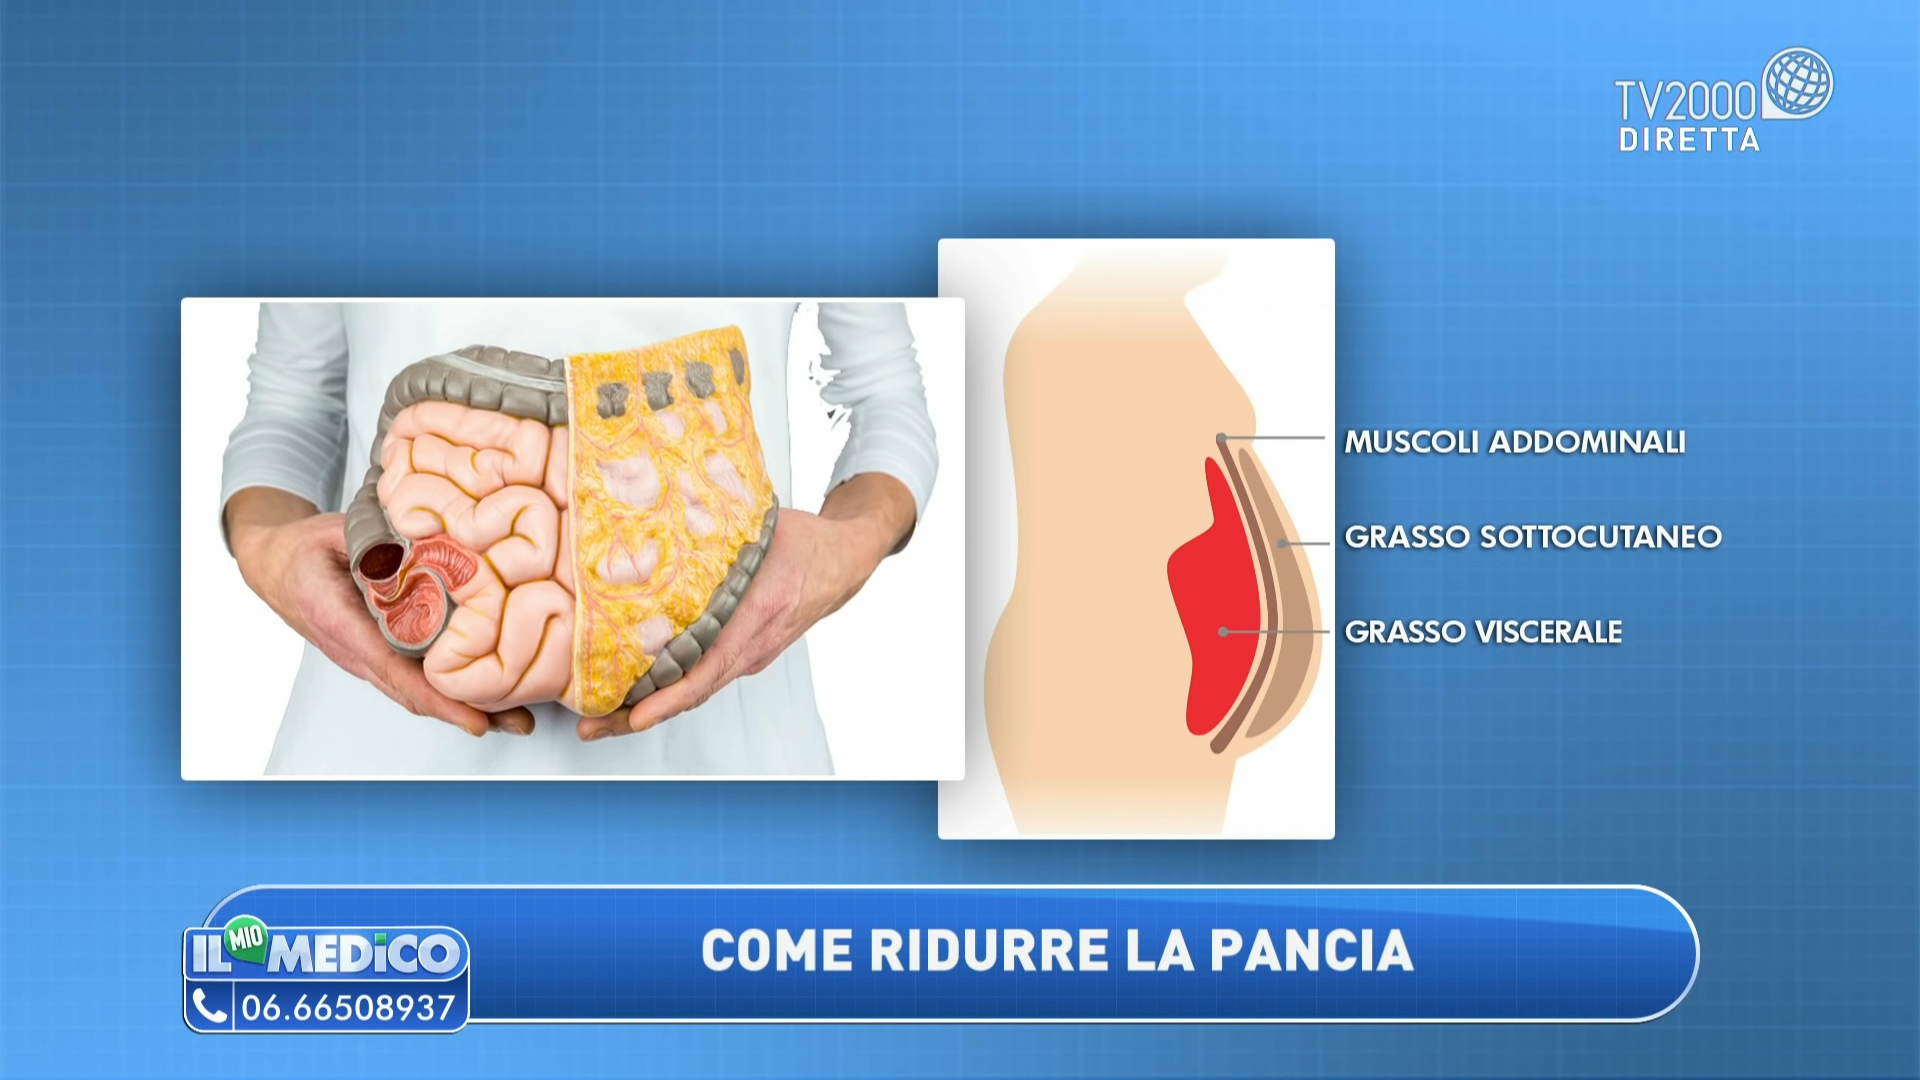 TV2000
DIRETTA
MUSCOLI ADDOMINALI
GRASSO SOTTOCUTANEO
GRASSO VISCERALE
COME RIDURRE LA PANCIA
IL MIO MEDICO
06.66508937